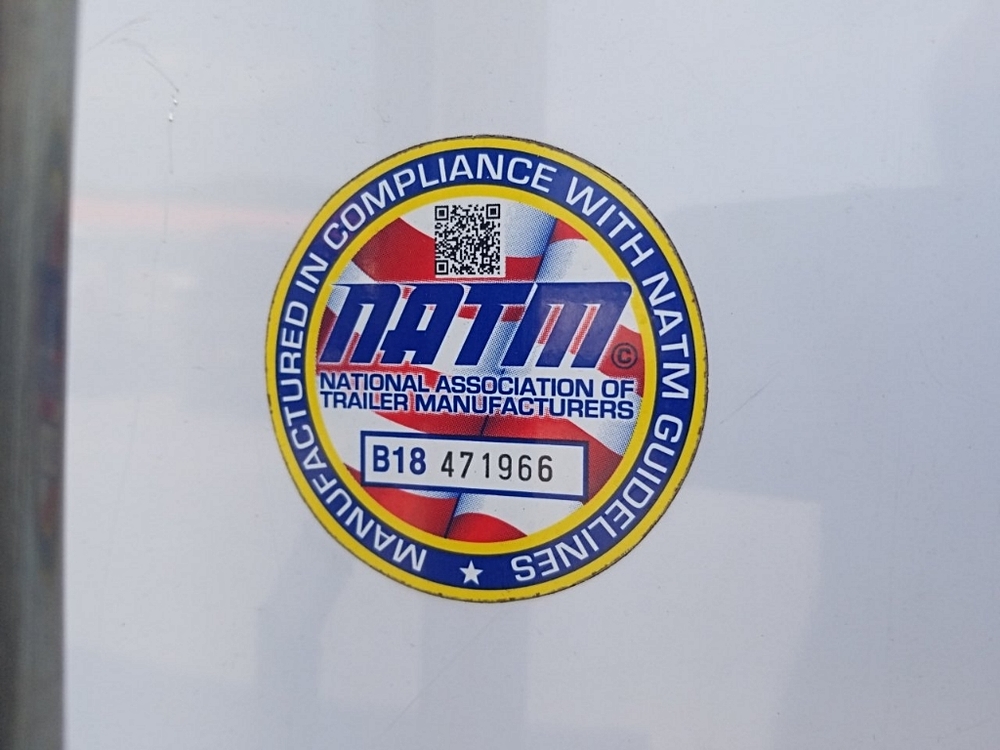 MANUFACTURED IN COMPLIANCE WITH NATM GUIDELINES
NATM ©
NATIONAL ASSOCIATION OF
TRAILER MANUFACTURERS
B18 471966